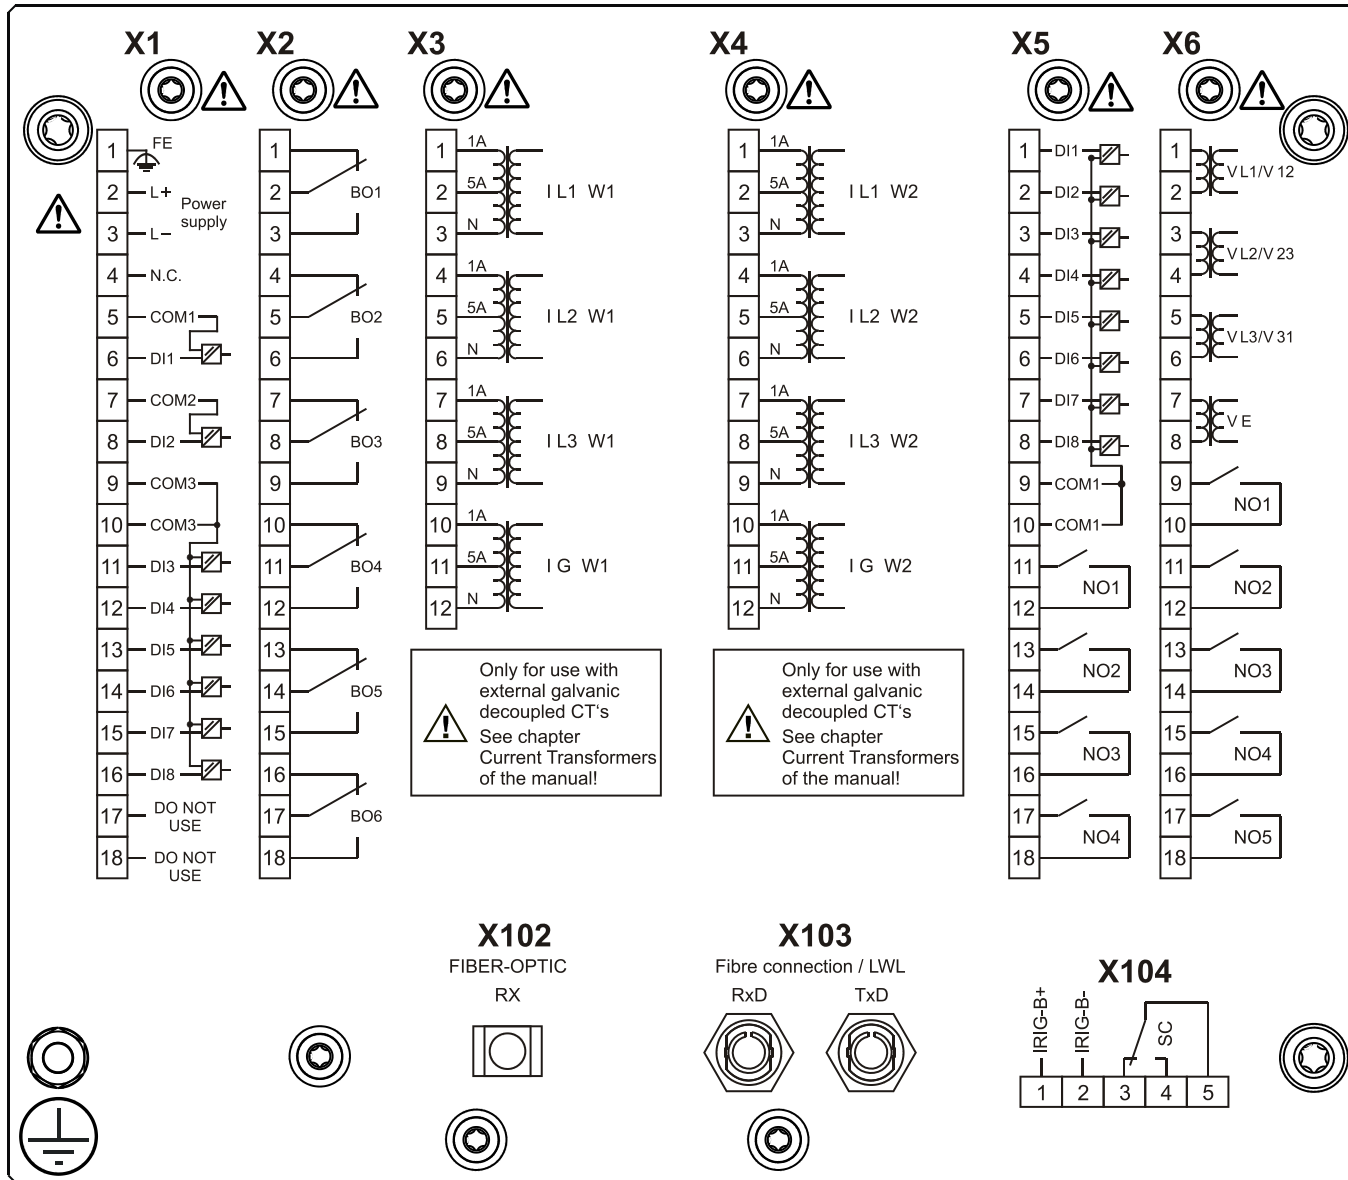 X1 X2 X3 X4 X5 X6
1 FE
2 L+
Power
supply
3 L–
4 N.C.
5 COM1
6 DI1
7 COM2
8 DI2
9 COM3
10 COM3
11 DI3
12 DI4
13 DI5
14 DI6
15 DI7
16 DI8
17 DO NOT
USE
18 DO NOT
USE
1
2 BO1
3
4
5 BO2
6
7
8 BO3
9
10
11 BO4
12
13
14 BO5
15
16
17 BO6
18
1 1A
2 5A I L1 W1
3 N
4 1A
5 5A I L2 W1
6 N
7 1A
8 5A I L3 W1
9 N
10 1A
11 5A I G W1
12 N
Only for use with
external galvanic
decoupled CT‘s
See chapter
Current Transformers
of the manual!
1 1A
2 5A I L1 W2
3 N
4 1A
5 5A I L2 W2
6 N
7 1A
8 5A I L3 W2
9 N
10 1A
11 5A I G W2
12 N
Only for use with
external galvanic
decoupled CT‘s
See chapter
Current Transformers
of the manual!
1 DI1
2 DI2
3 DI3
4 DI4
5 DI5
6 DI6
7 DI7
8 DI8
9 COM1
10 COM1
11
NO1
12
13
NO2
14
15
NO3
16
17
NO4
18
1
V L1/V 12
2
3
V L2/V 23
4
5
V L3/V 31
6
7
V E
8
9
NO1
10
11
NO2
12
13
NO3
14
15
NO4
16
17
NO5
18
X102
FIBER-OPTIC
RX
X103
Fibre connection / LWL
RxD TxD
X104
IRIG-B+
IRIG-B-
SC
1 2 3 4 5